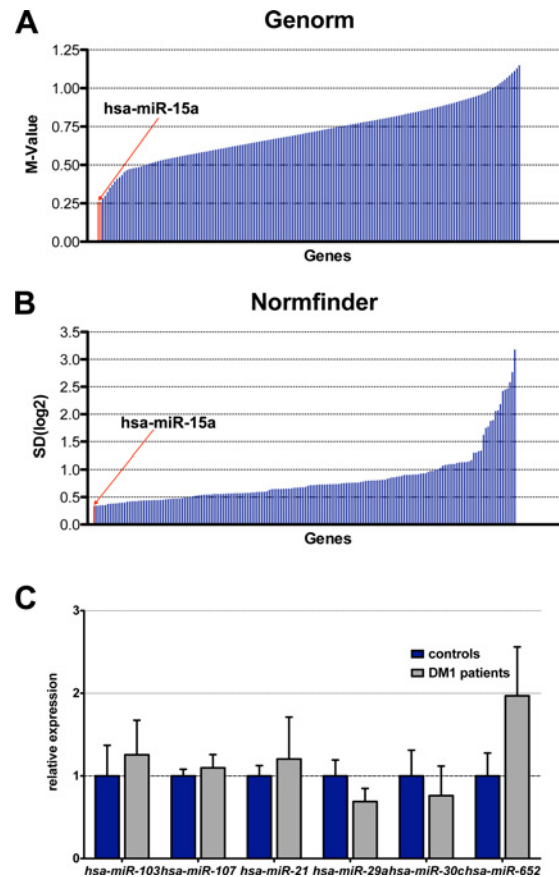 A
Genorm
1.25
1.00
0.75
0.50
0.25
0.00
M-Value
hsa-miR-15a
Genes
B
Normfinder
3.5
3.0
2.5
2.0
1.5
1.0
0.5
0.0
SD(log2)
hsa-miR-15a
Genes
C
3
2
1
0
relative expression
controls
DM1 patients
hsa-miR-103 hsa-miR-107 hsa-miR-21 hsa-miR-29a hsa-miR-30c hsa-miR-652